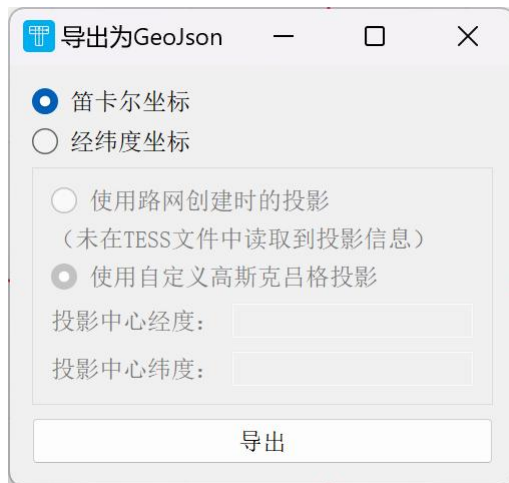 导出为GeoJson
笛卡尔坐标
经纬度坐标
使用路网创建时的投影
（未在TESS文件中读取到投影信息）
使用自定义高斯克吕格投影
投影中心经度：
投影中心纬度：
导出